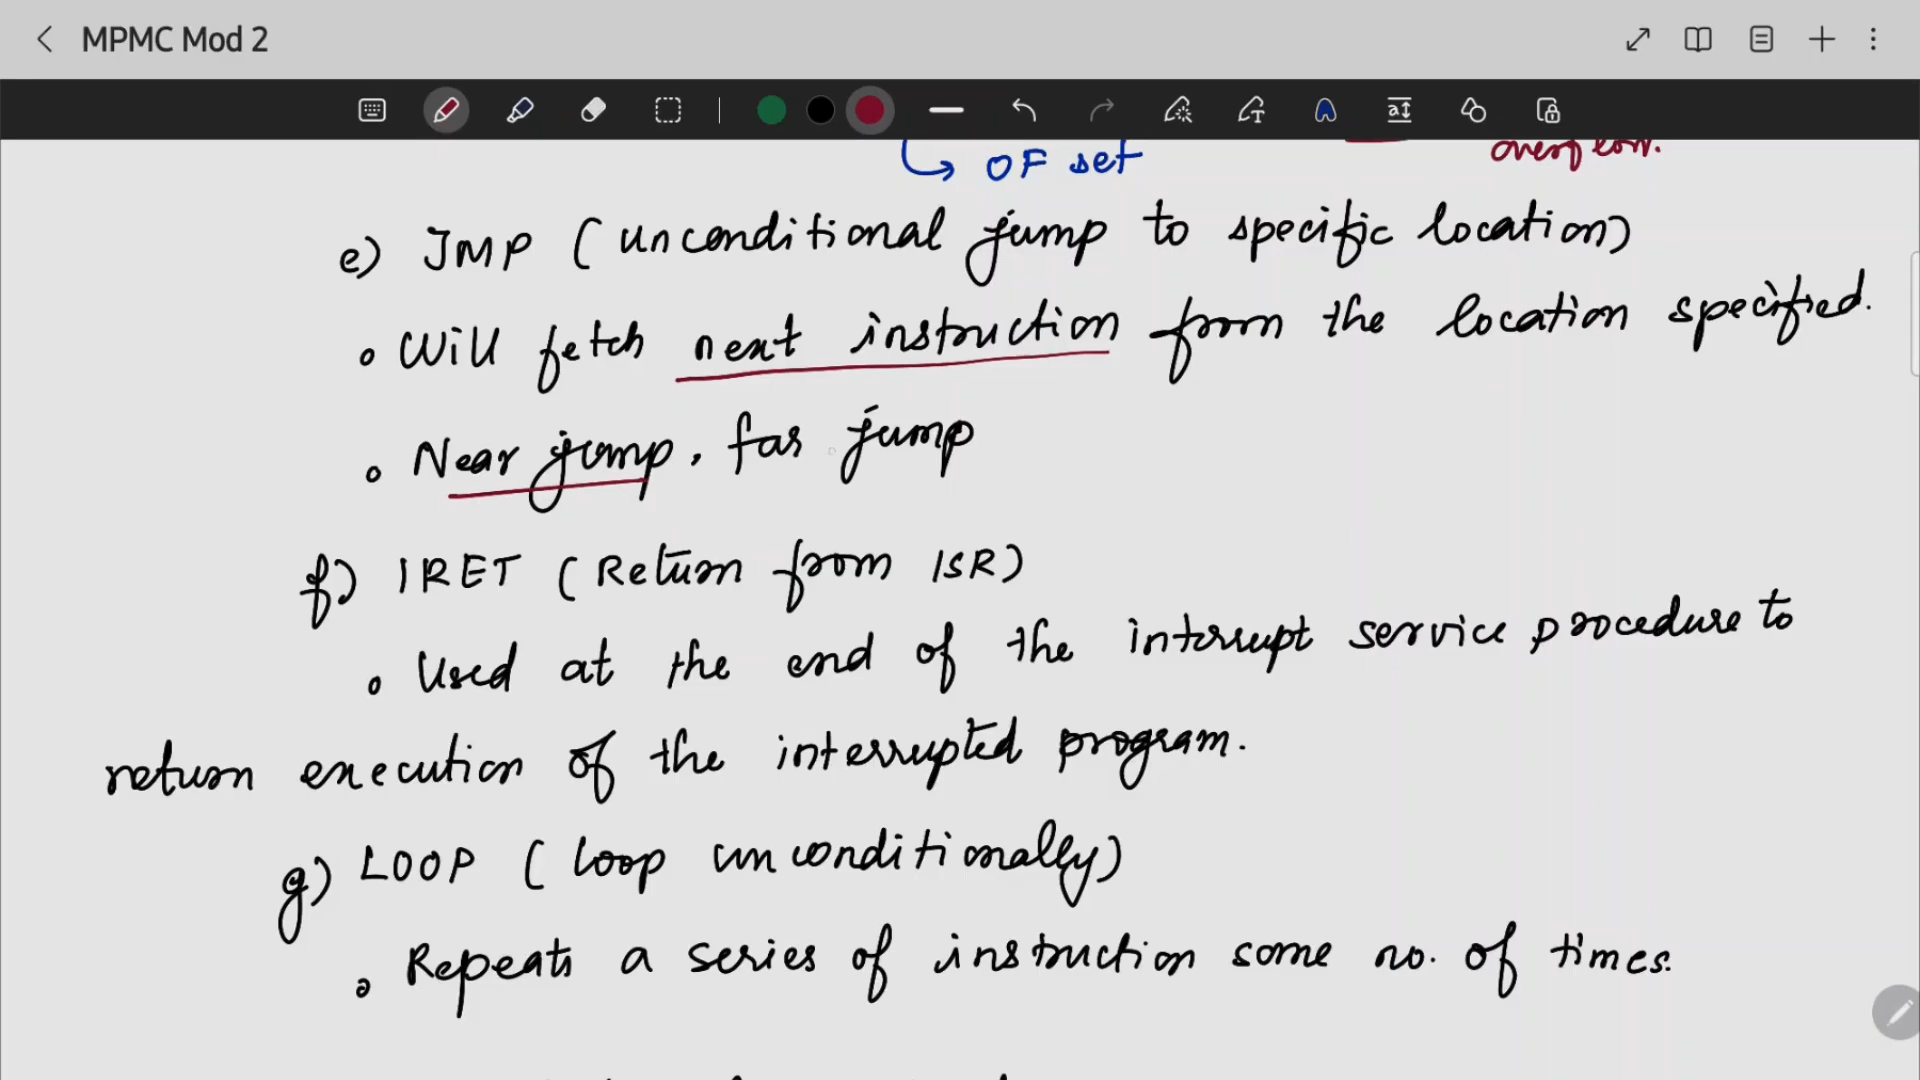 MPMC Mod 2
OF set
overflow.
e) JMP (unconditional jump to specific location)
o Will fetch next instruction from the location specified.
o Near jump, far jump
f) IRET (Return from ISR)
o Used at the end of the interrupt service procedure to
return execution of the interrupted program.
g) LOOP (loop unconditionally)
o Repeats a series of instruction some no. of times.